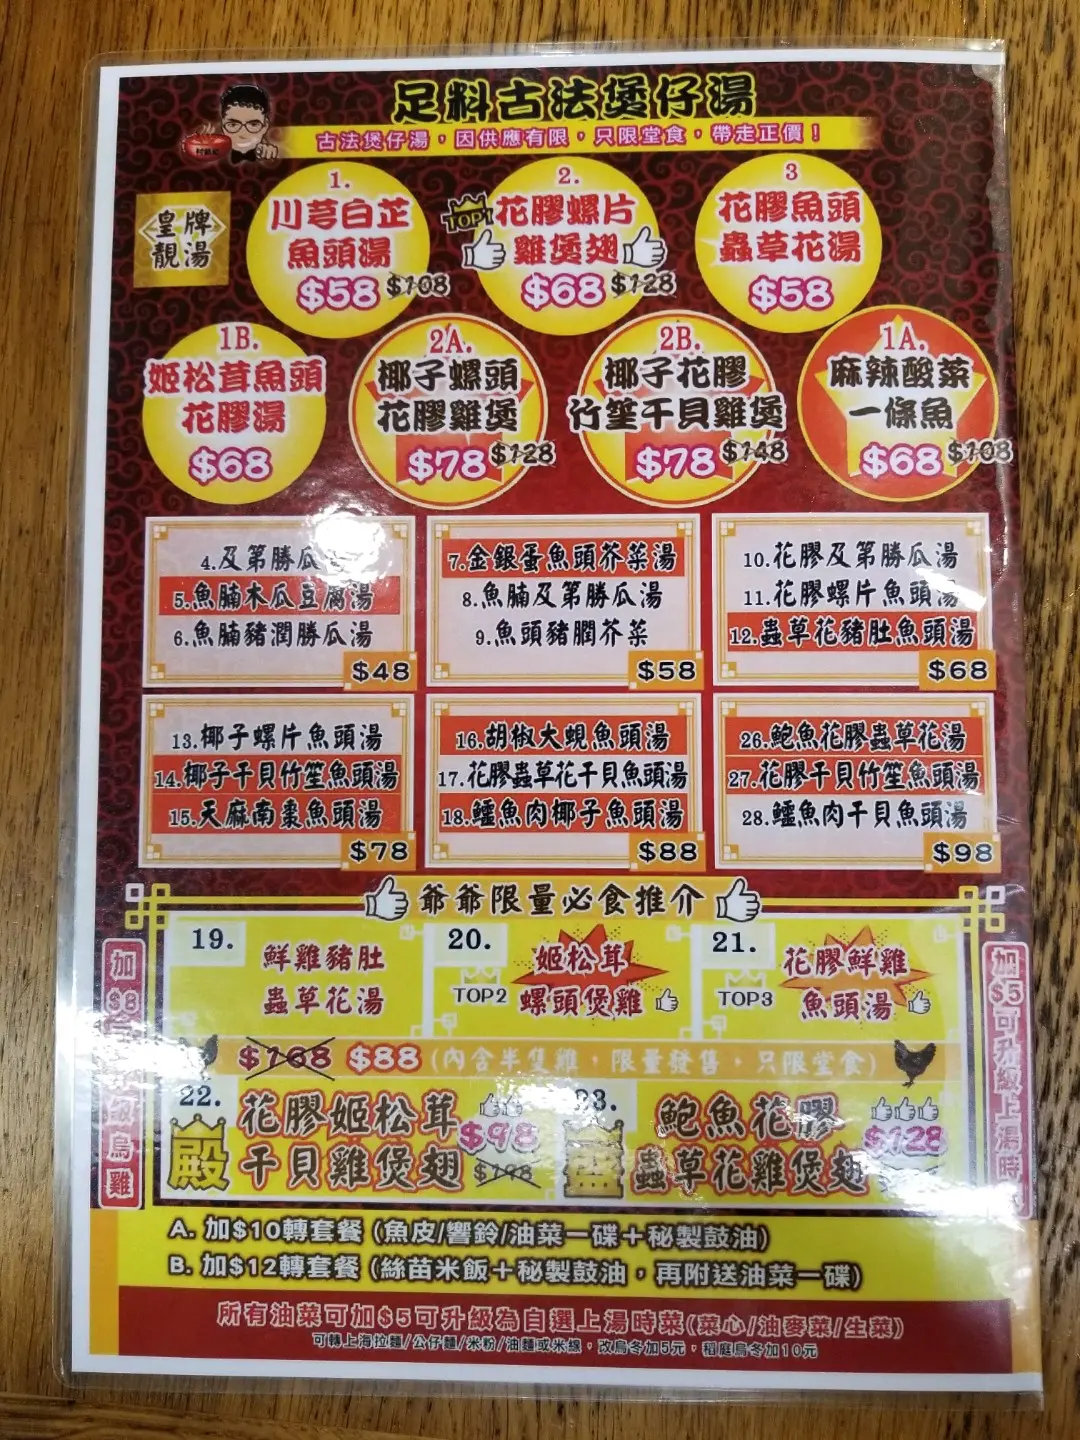 足料古法煲仔湯
古法煲仔湯，因供應有限，只限堂食，帶走正價！
皇牌
靚湯
1.
川芎白芷
魚頭湯
$58 $108
TOP1
2.
花膠螺片
雞煲翅
$68 $128
3
花膠魚頭
蟲草花湯
$58
1B.
姬松茸魚頭
花膠湯
$68
2A.
椰子螺頭
花膠雞煲
$78 $128
2B.
椰子花膠
竹笙干貝雞煲
$78 $148
1A.
麻辣酸菜
一條魚
$68 $108
4.及第勝瓜
5.魚腩木瓜豆腐湯
6.魚腩豬潤勝瓜湯
$48
7.金銀蛋魚頭芥菜湯
8.魚腩及第勝瓜湯
9.魚頭豬膶芥菜
$58
10.花膠及第勝瓜湯
11.花膠螺片魚頭湯
12.蟲草花豬肚魚頭湯
$68
13.椰子螺片魚頭湯
14.椰子干貝竹笙魚頭湯
15.天麻南棗魚頭湯
$78
16.胡椒大蜆魚頭湯
17.花膠蟲草花干貝魚頭湯
18.鱷魚肉椰子魚頭湯
$88
26.鮑魚花膠蟲草花湯
27.花膠干貝竹笙魚頭湯
28.鱷魚肉干貝魚頭湯
$98
爺爺限量必食推介
19.
鮮雞豬肚
蟲草花湯
20.
TOP2
姬松茸
螺頭煲雞
21.
TOP3
花膠鮮雞
魚頭湯
$168 $88 (內含半隻雞，限量發售，只限堂食)
22.
殿
花膠姬松茸
干貝雞煲翅
$98
$198
23.
盛
鮑魚花膠
蟲草花雞煲翅
$128
加$8 級烏雞
加$5可升級上湯時
A. 加$10轉套餐 (魚皮/響鈴/油菜一碟＋秘製鼓油)
B. 加$12轉套餐 (絲苗米飯＋秘製鼓油，再附送油菜一碟)
所有油菜可加$5可升級為自選上湯時菜(菜心/油麥菜/生菜)
可轉上海拉麵/公仔麵/米粉/油麵或米線，改烏冬加5元，稻庭烏冬加10元